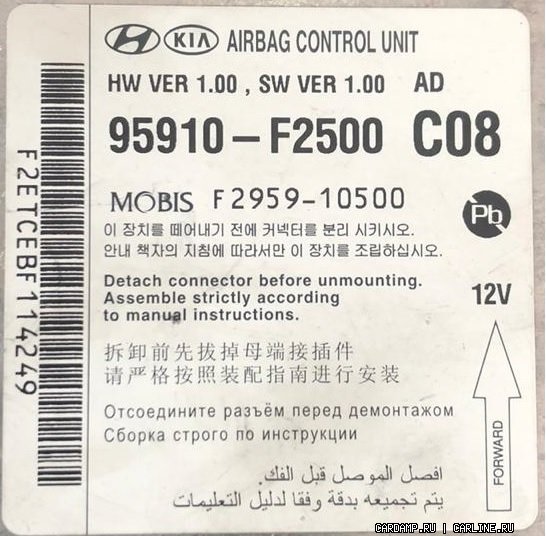 HYUNDAI KIA AIRBAG CONTROL UNIT
HW VER 1.00 , SW VER 1.00 AD
95910-F2500 C08
MOBIS F2959-10500
이 장치를 떼어내기 전에 커넥터를 분리 시키시오.
안내 책자의 지침에 따라서만 이 장치를 조립하십시오.
Pb
Detach connector before unmounting.
Assemble strictly according
to manual instructions.
12V
拆卸前先拔掉母端接插件
请严格按照装配指南进行安装
Отсоедините разъём перед демонтажом
Сборка строго по инструкции
افصل الموصل قبل الفك.
يتم تجميعه بدقة وفقا لدليل التعليمات
FORWARD
F2ETCEBF114249
CARDAMP.RU | CARLINE.RU